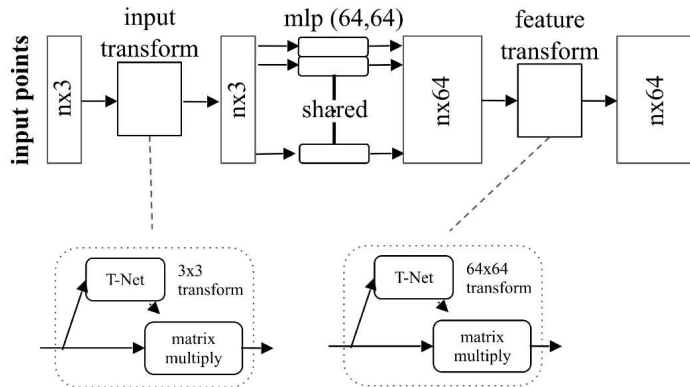 input points
nx3
input
transform
nx3
mlp (64,64)
shared
nx64
feature
transform
nx64
T-Net
3x3
transform
matrix
multiply
T-Net
64x64
transform
matrix
multiply